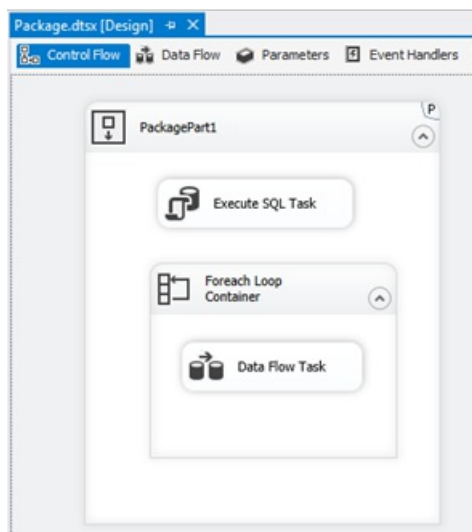 Package.dtsx [Design]
Control Flow Data Flow Parameters Event Handlers
P
PackagePart1
Execute SQL Task
Foreach Loop
Container
Data Flow Task